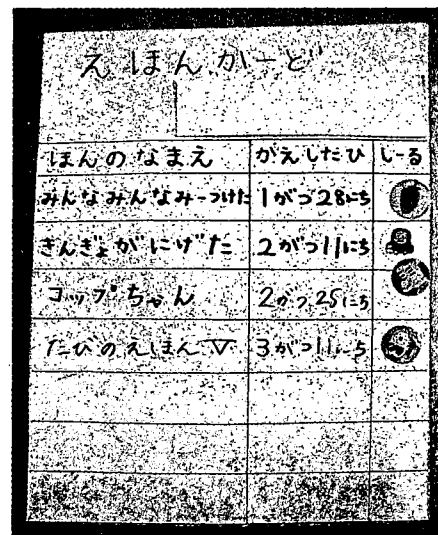 えほんかーど
ほんのなまえ かえしたひ しーる
みんなみんなみーつけた 1がつ28にち
きんぎょがにげた 2がつ11にち
コップちゃん 2がつ25にち
たびのえほんⅤ 3がつ11にち